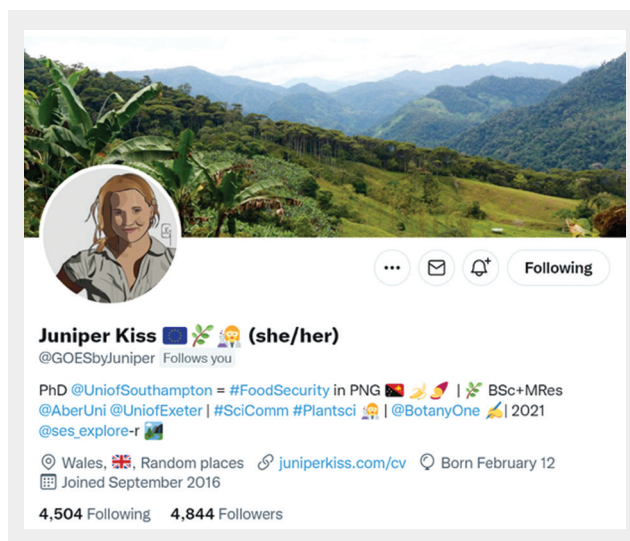 Following
Juniper Kiss 🇪🇺🌿👩‍🔬 (she/her)
@GOESbyJuniper Follows you
PhD @UniofSouthampton = #FoodSecurity in PNG 🇵🇬🍌🍠 | 🌿 BSc+MRes
@AberUni @UniofExeter | #SciComm #Plantsci 👩‍🔬 | @BotanyOne ✍️| 2021
@ses_explore-r 🏞️
Wales, 🇬🇧, Random places juniperkiss.com/cv Born February 12
Joined September 2016
4,504 Following 4,844 Followers